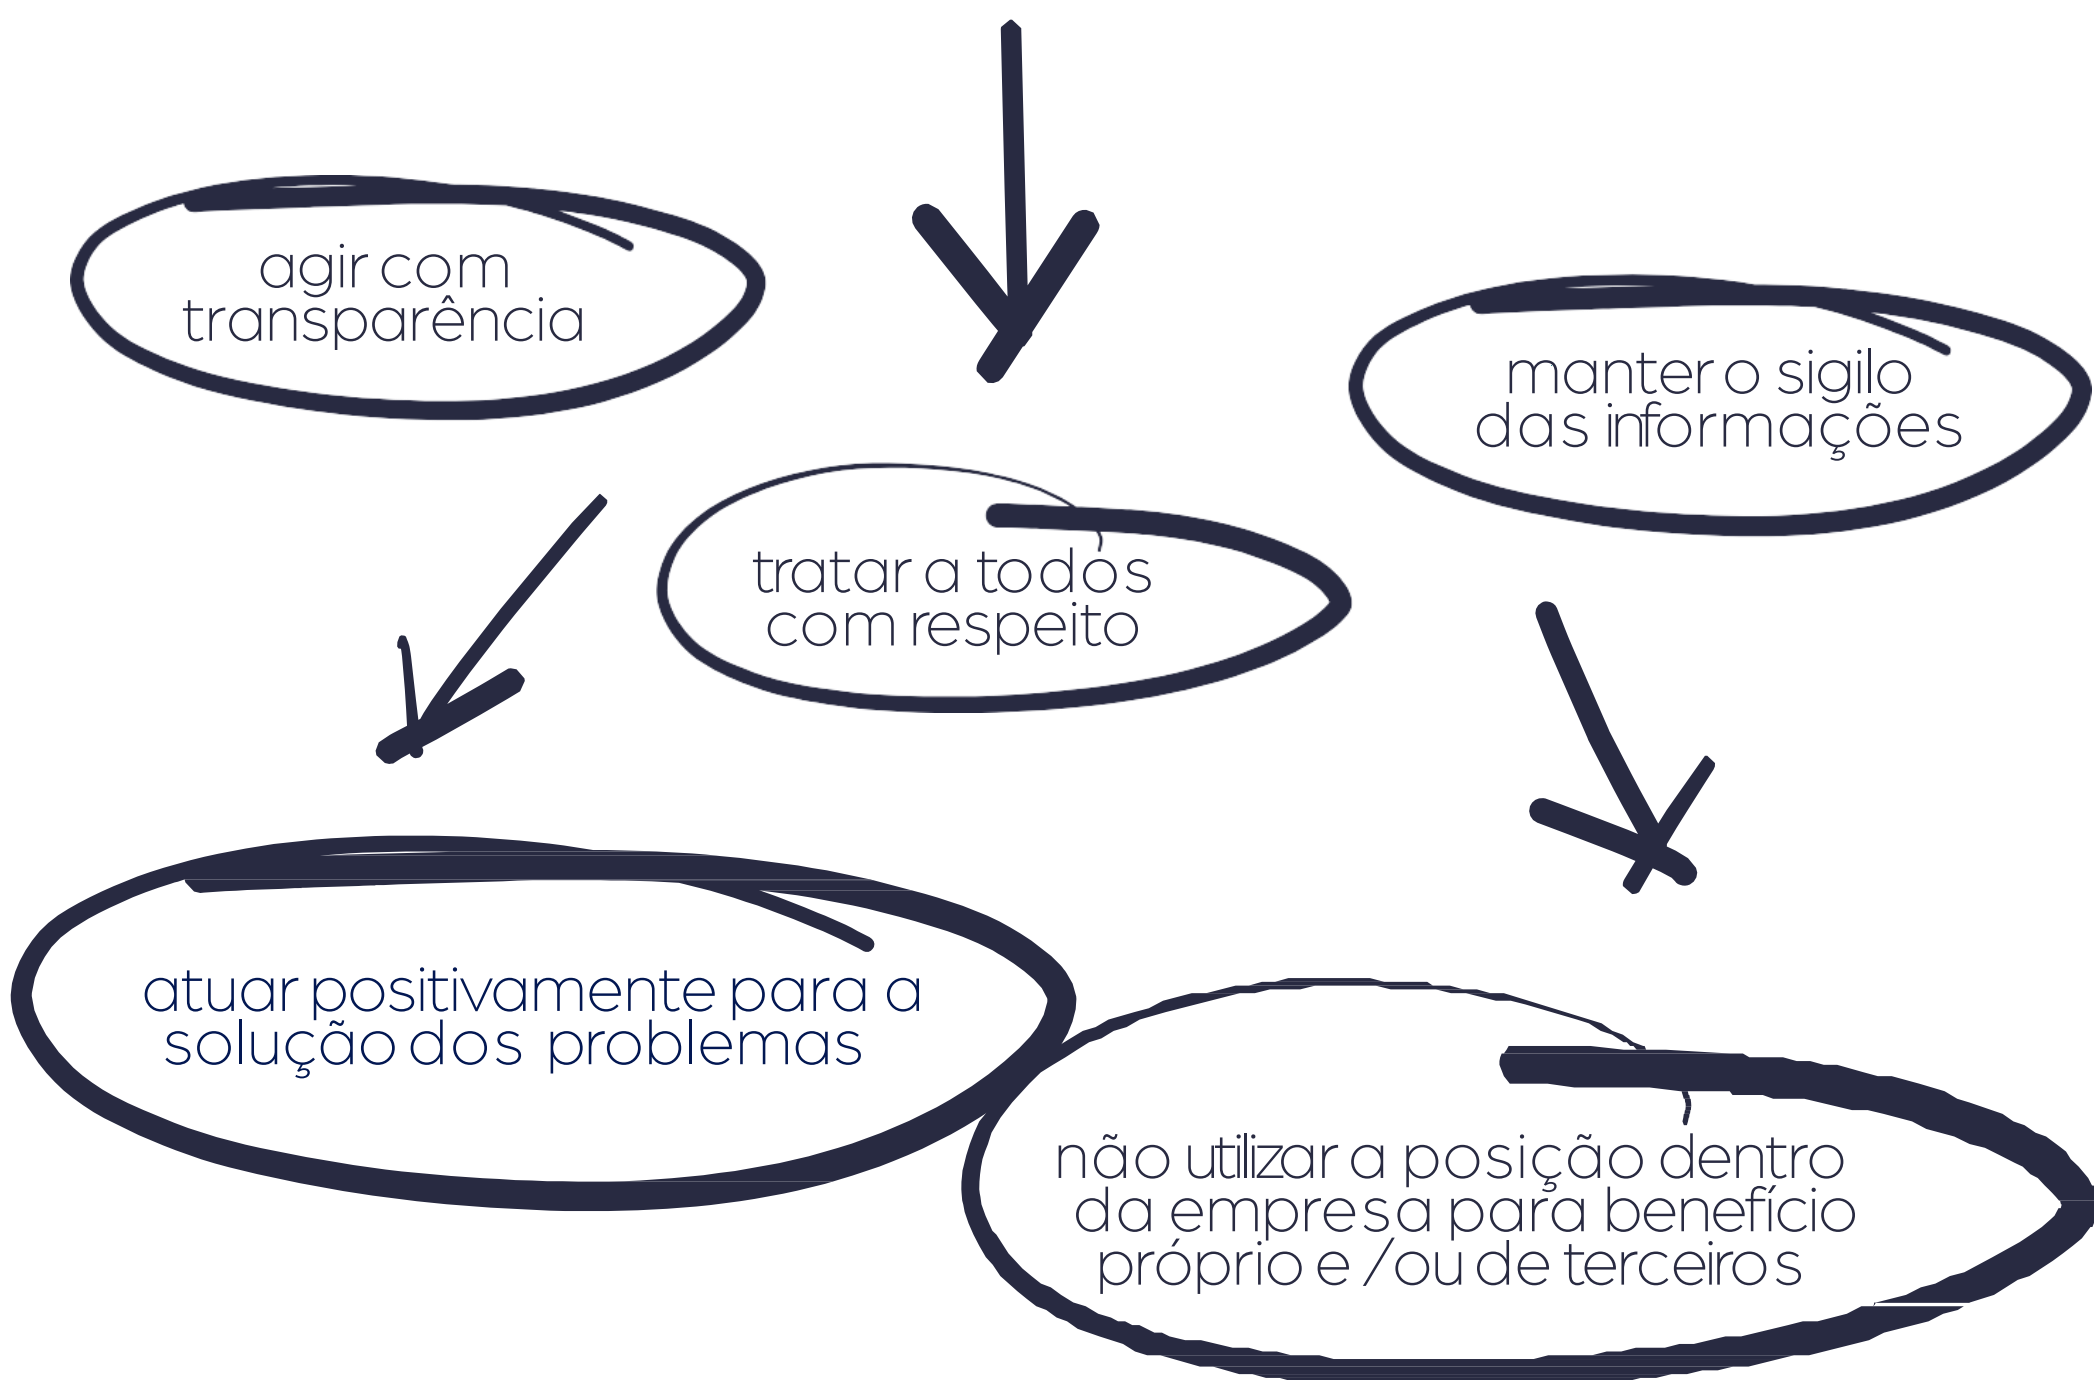 agir com
transparência
manter o sigilo
das informações
tratar a todos
com respeito
atuar positivamente para a
solução dos problemas
não utilizar a posição dentro
da empresa para benefício
próprio e /ou de terceiros